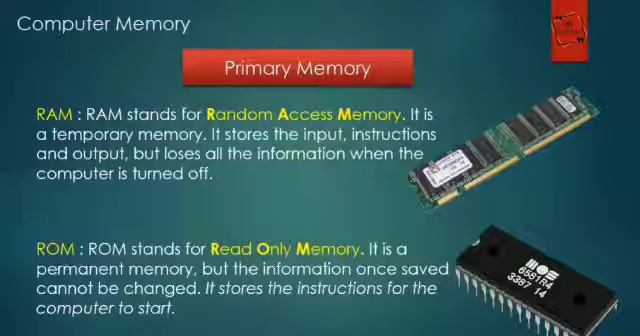 Computer Memory
Primary Memory
RAM : RAM stands for Random Access Memory. It is
a temporary memory. It stores the input, instructions
and output, but loses all the information when the
computer is turned off.
ROM : ROM stands for Read Only Memory. It is a
permanent memory, but the information once saved
cannot be changed. It stores the instructions for the
computer to start.
6581R4
3387 14